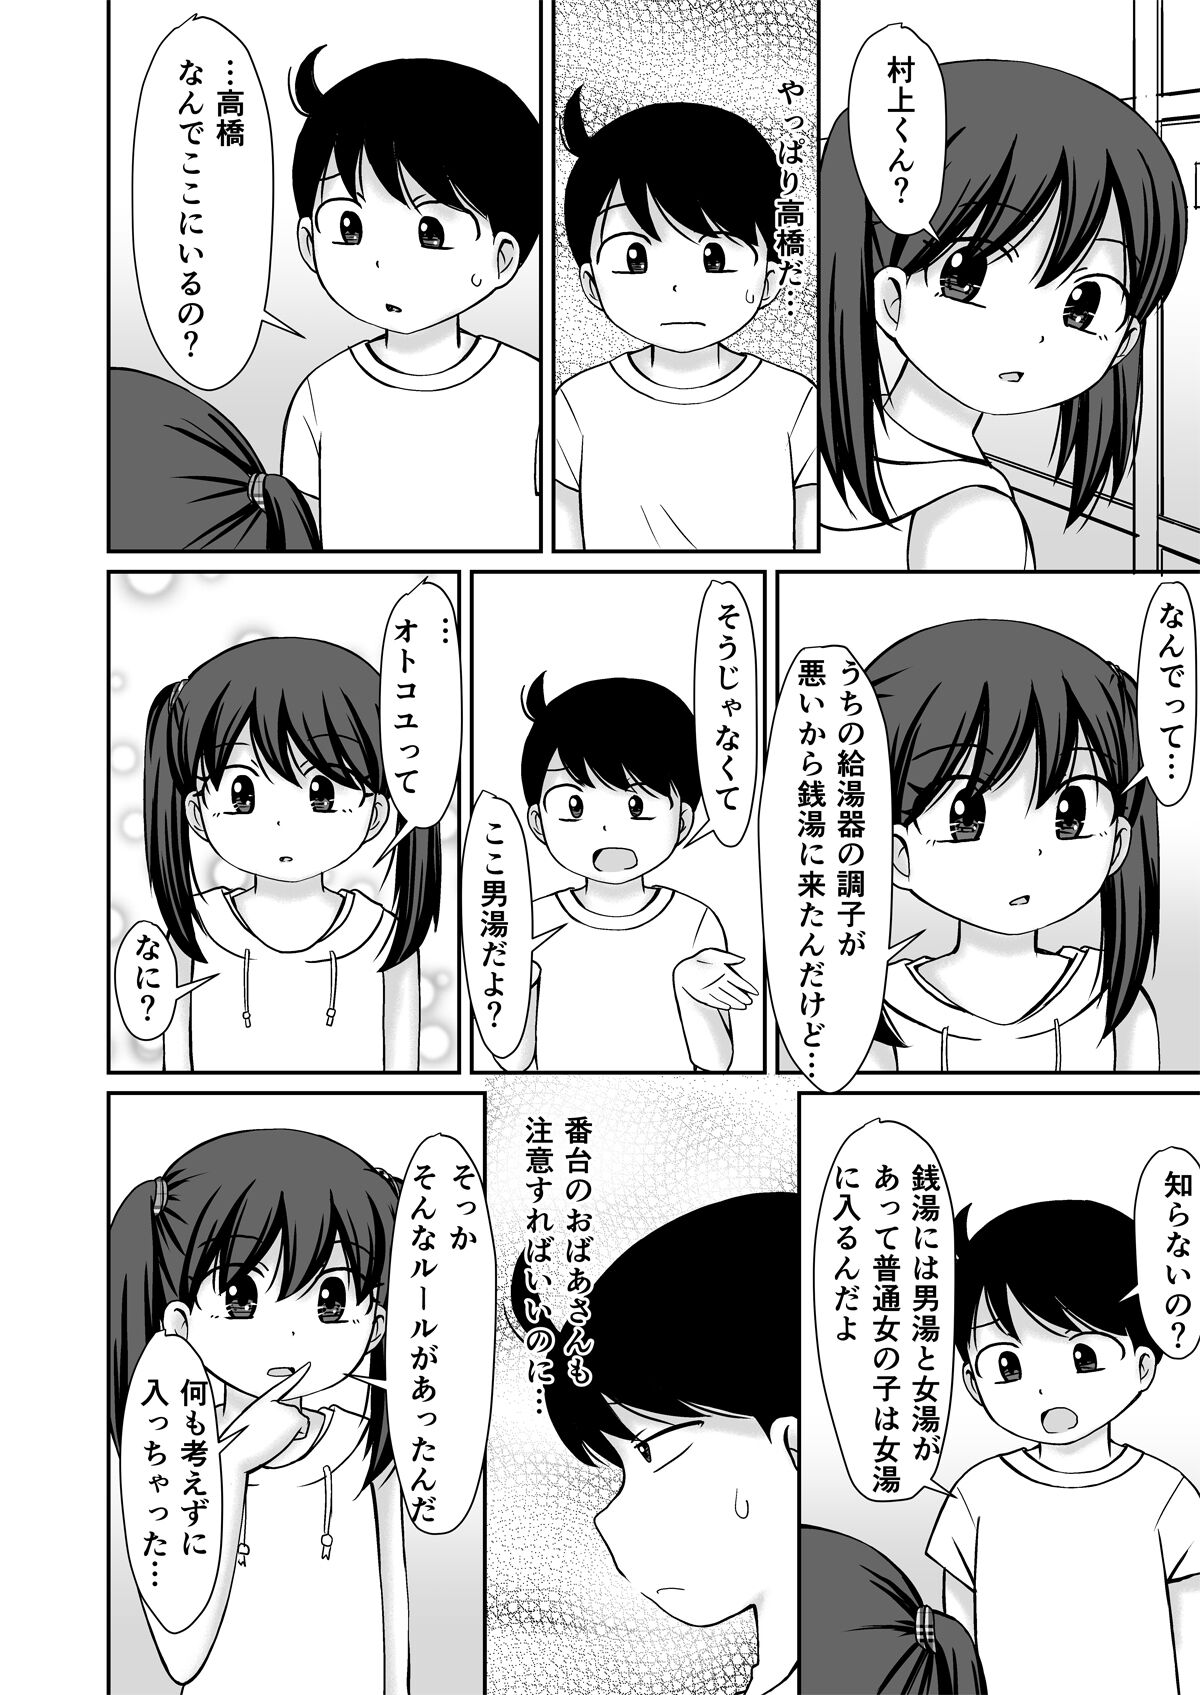 村上くん？
やっぱり高橋だ…
…高橋
なんでここにいるの？
なんでって…
うちの給湯器の調子が
悪いから銭湯に来たんだけど…
そうじゃなくて
ここ男湯だよ？
…
オトコユって
なに？
知らないの？
銭湯には男湯と女湯が
あって普通女の子は女湯
に入るんだよ
番台のおばあさんも
注意すればいいのに…
そっか
そんなルールがあったんだ
何も考えずに
入っちゃった…